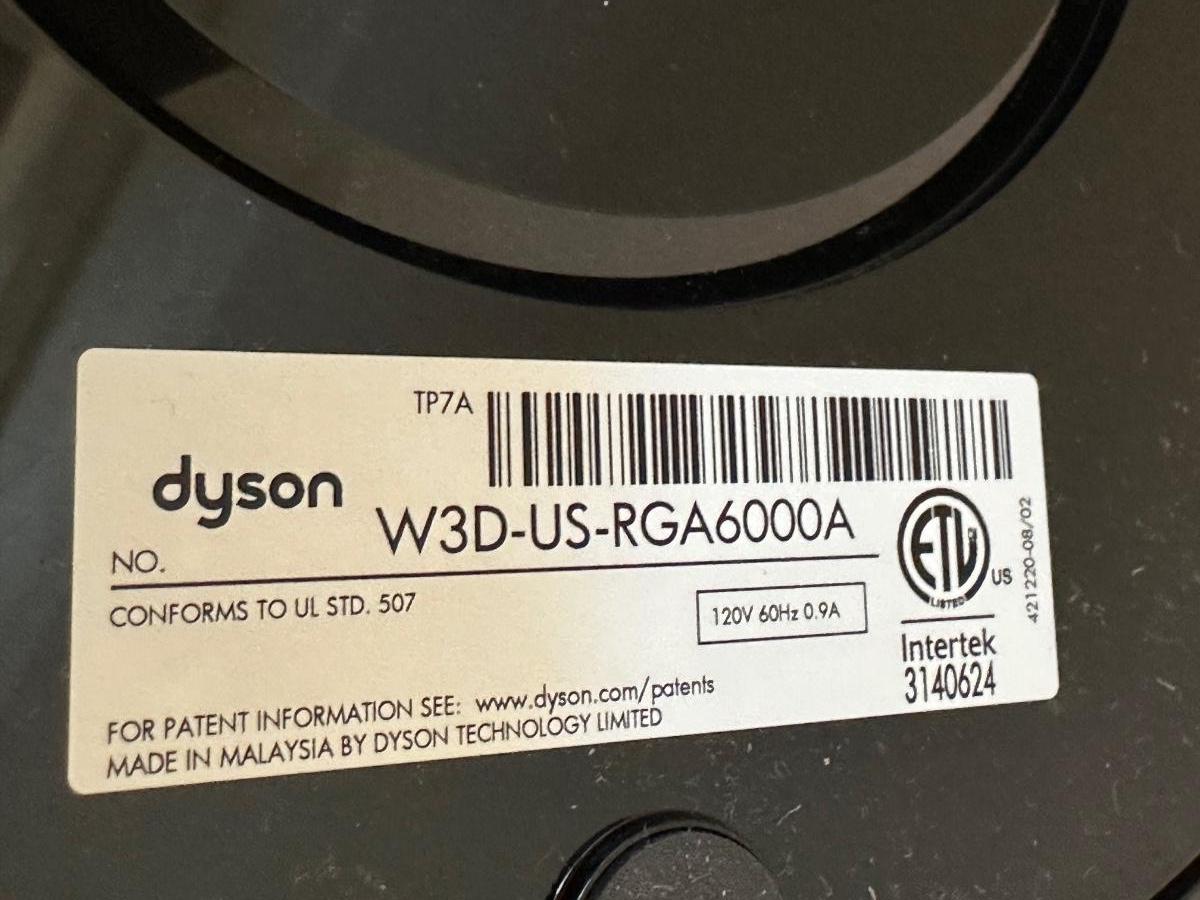 TP7A
dyson
NO. W3D-US-RGA6000A
CONFORMS TO UL STD. 507
120V 60Hz 0.9A
ETL
LISTED
US
Intertek
3140624
421220-08/02
FOR PATENT INFORMATION SEE: www.dyson.com/patents
MADE IN MALAYSIA BY DYSON TECHNOLOGY LIMITED